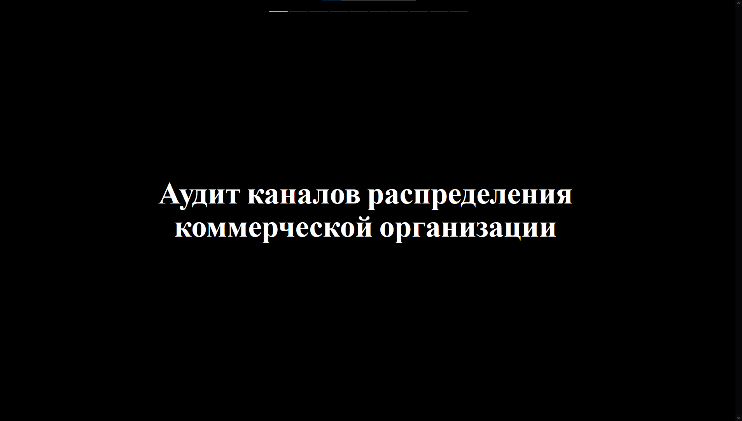 Аудит каналов распределения
коммерческой организации